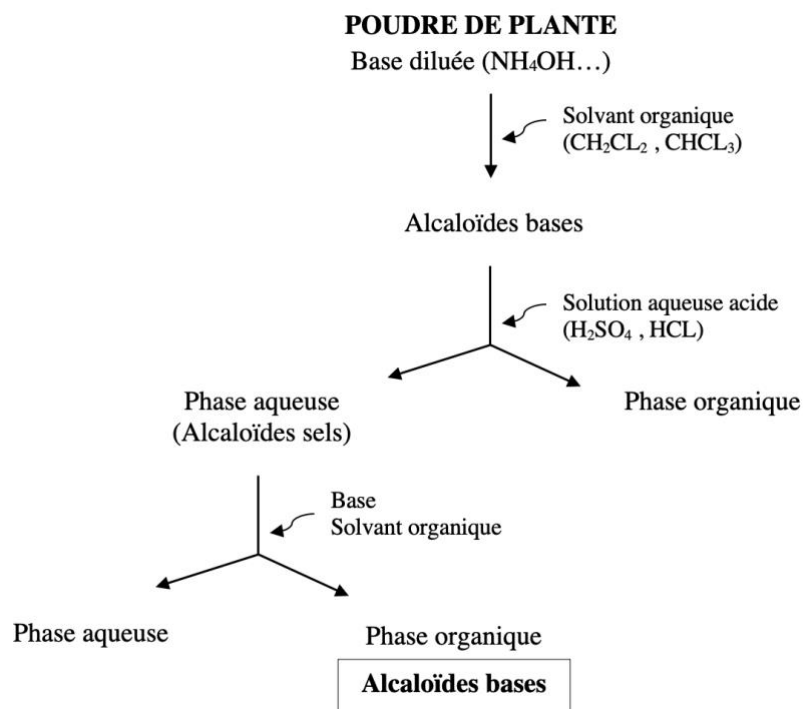 POUDRE DE PLANTE
Base diluée (NH₄OH…)
Solvant organique
(CH₂CL₂ , CHCL₃)
Alcaloïdes bases
Solution aqueuse acide
(H₂SO₄ , HCL)
Phase aqueuse
(Alcaloïdes sels)
Phase organique
Base
Solvant organique
Phase aqueuse
Phase organique
Alcaloïdes bases